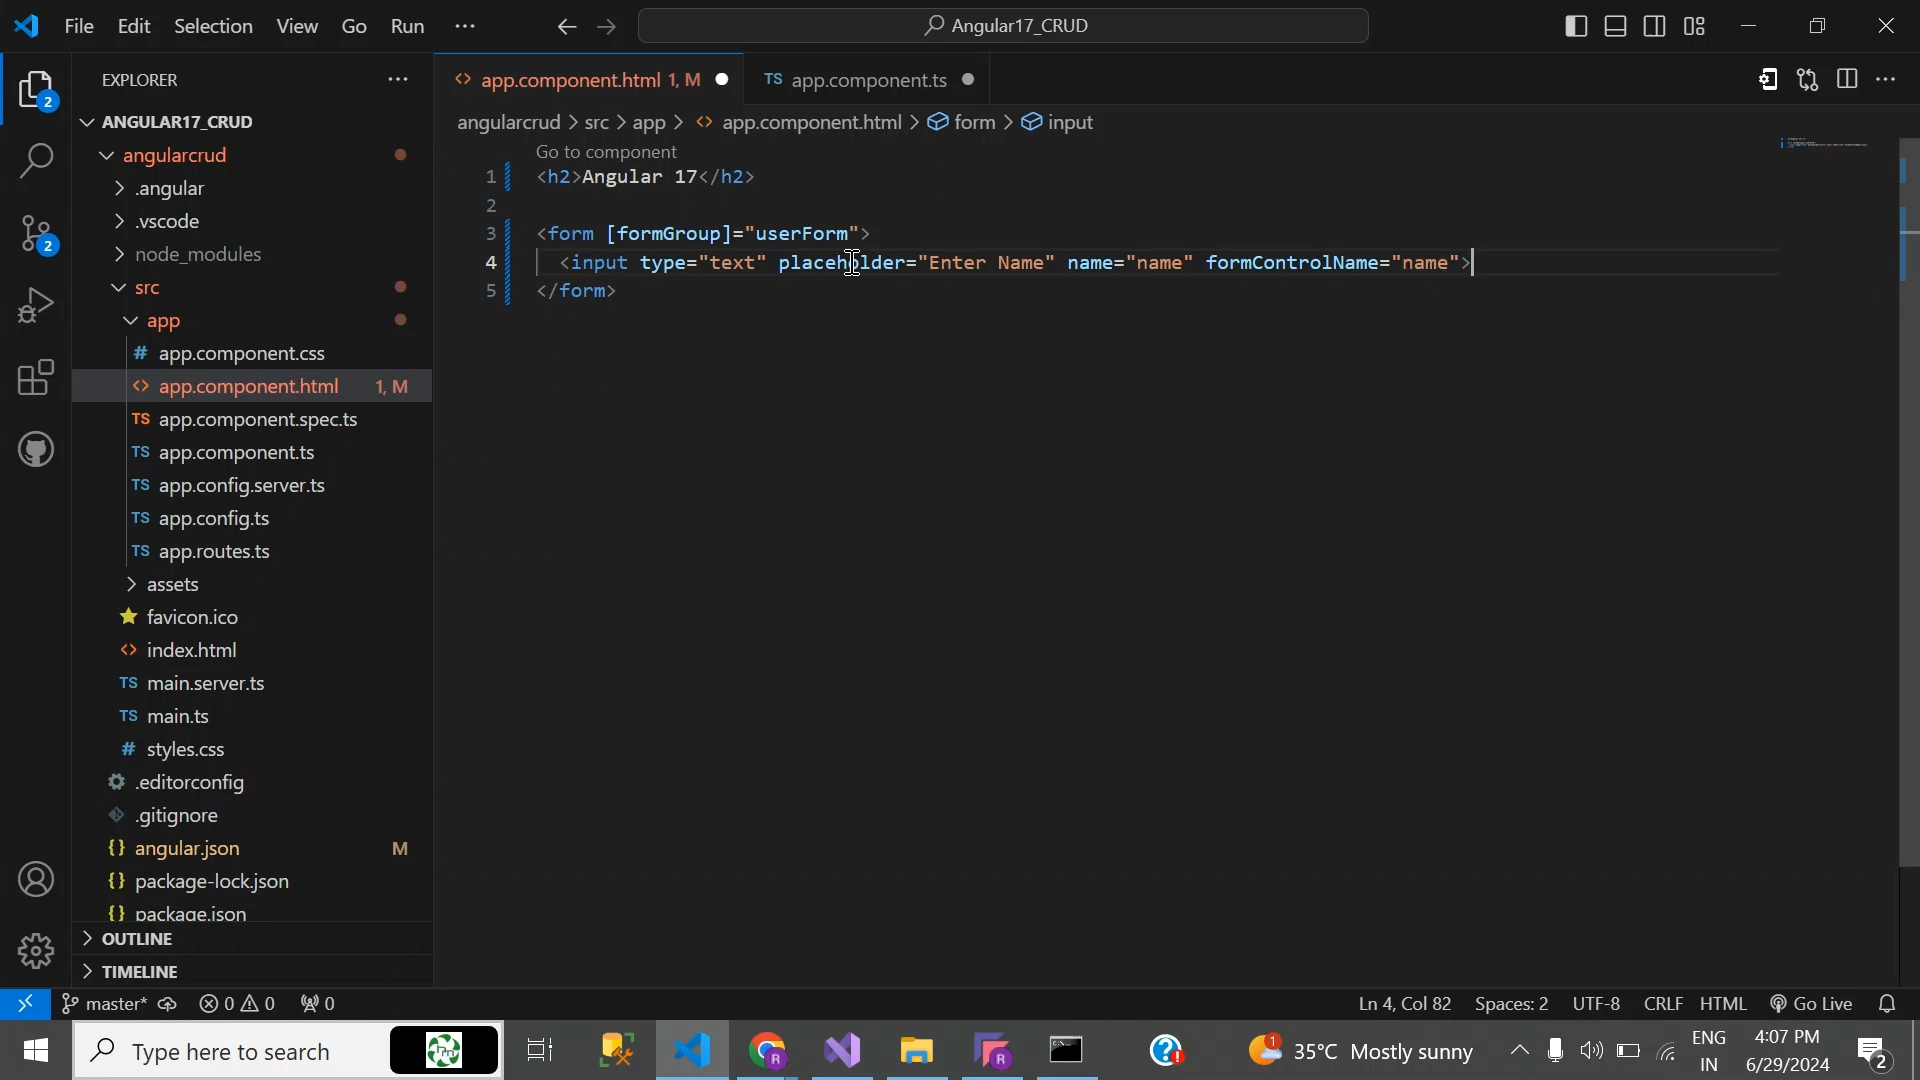 File Edit Selection View Go Run ···
Angular17_CRUD
EXPLORER ···
<> app.component.html 1, M
TS app.component.ts
angularcrud > src > app > <> app.component.html > form > input
ANGULAR17_CRUD
angularcrud
.angular
.vscode
node_modules
src
app
# app.component.css
<> app.component.html 1, M
TS app.component.spec.ts
TS app.component.ts
TS app.config.server.ts
TS app.config.ts
TS app.routes.ts
assets
favicon.ico
<> index.html
TS main.server.ts
TS main.ts
# styles.css
.editorconfig
.gitignore
{} angular.json M
{} package-lock.json
{} package.json
OUTLINE
TIMELINE
2
2
Go to component
1 <h2>Angular 17</h2>
2
3 <form [formGroup]="userForm">
4 <input type="text" placeholder="Enter Name" name="name" formControlName="name">
5 </form>
master* 0 0 0
Ln 4, Col 82 Spaces: 2 UTF-8 CRLF HTML Go Live
Type here to search
1 35°C Mostly sunny
ENG
IN
4:07 PM
6/29/2024
2